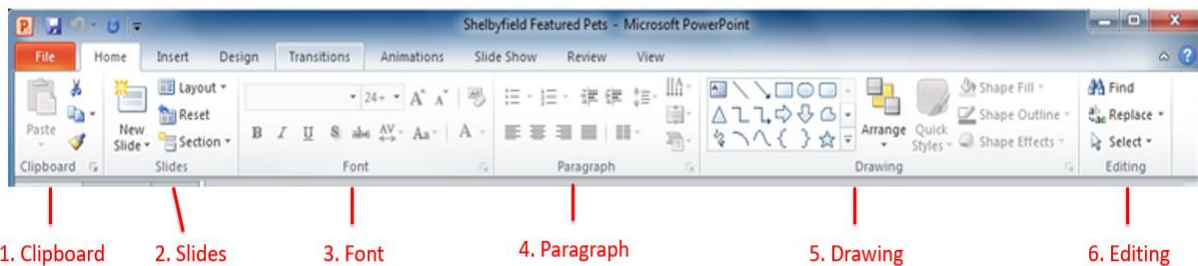 Shelbyfield Featured Pets - Microsoft PowerPoint
File Home Insert Design Transitions Animations Slide Show Review View
Paste
New Slide
Layout
Reset
Section
24+
A A
B I U S abc AV Aa A
Arrange
Quick Styles
Shape Fill
Shape Outline
Shape Effects
Find
Replace
Select
Clipboard Slides Font Paragraph Drawing Editing
1. Clipboard 2. Slides 3. Font 4. Paragraph 5. Drawing 6. Editing